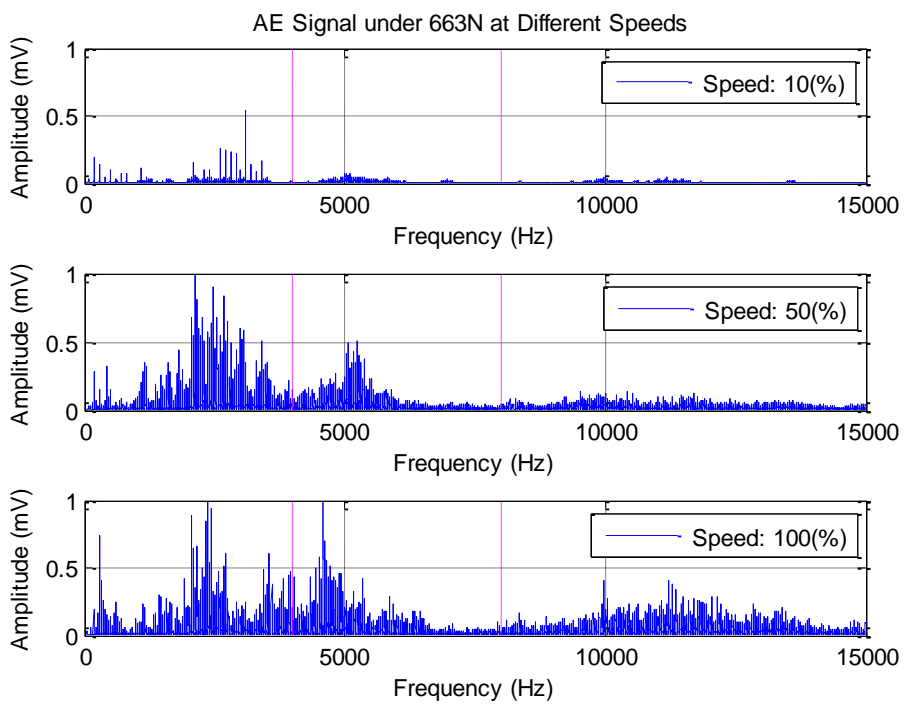 AE Signal under 663N at Different Speeds
Amplitude (mV)
1
0.5
0
Speed: 10(%)
0 5000 10000 15000
Frequency (Hz)
Amplitude (mV)
1
0.5
0
Speed: 50(%)
0 5000 10000 15000
Frequency (Hz)
Amplitude (mV)
1
0.5
0
Speed: 100(%)
0 5000 10000 15000
Frequency (Hz)